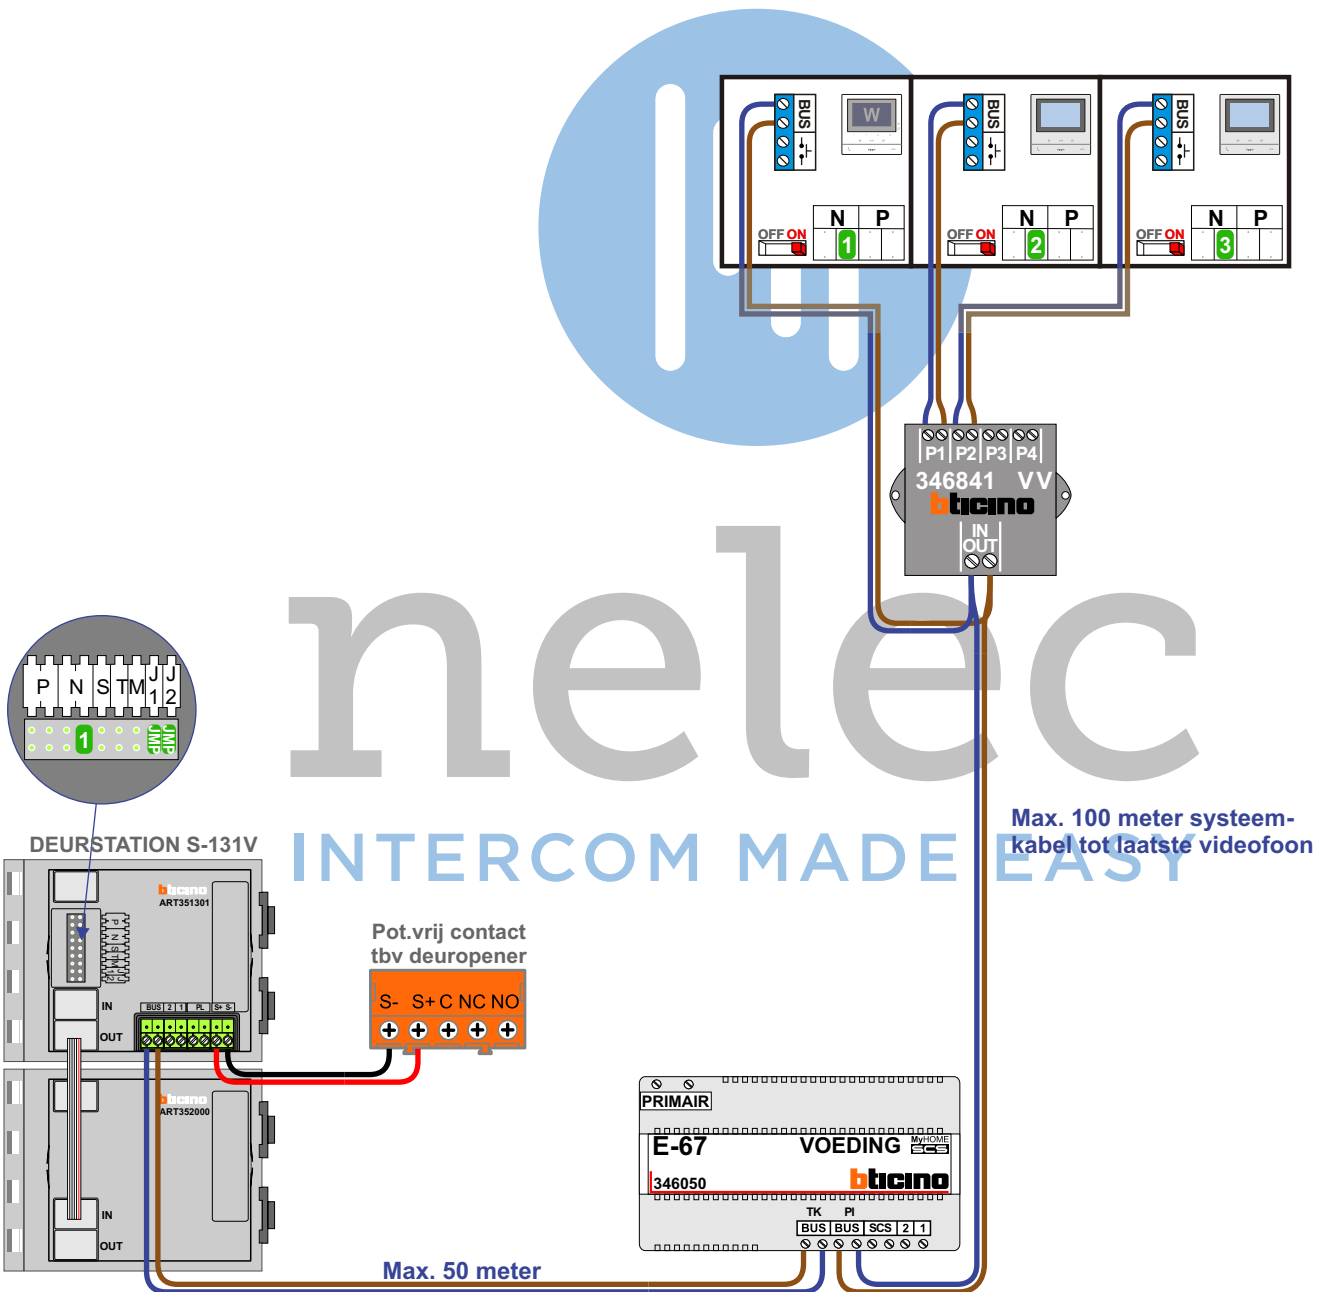 BUS
W
N P
OFF ON
1
BUS
N P
OFF ON
2
BUS
N P
OFF ON
3
P1 P2 P3 P4
346841 VV
bticino
IN
OUT
nelec
INTERCOM MADE EASY
P N S T M J1 J2
1 JMP JMP
DEURSTATION S-131V
bticino
ART351301
P N S T M J1 J2
IN
OUT
BUS 2 1 PL S+ S-
bticino
ART352000
IN
OUT
Pot.vrij contact
tbv deuropener
S- S+ C NC NO
Max. 100 meter systeem-
kabel tot laatste videofoon
PRIMAIR
E-67 VOEDING MyHOME
SCS
346050 bticino
TK PI
BUS BUS SCS 2 1
Max. 50 meter